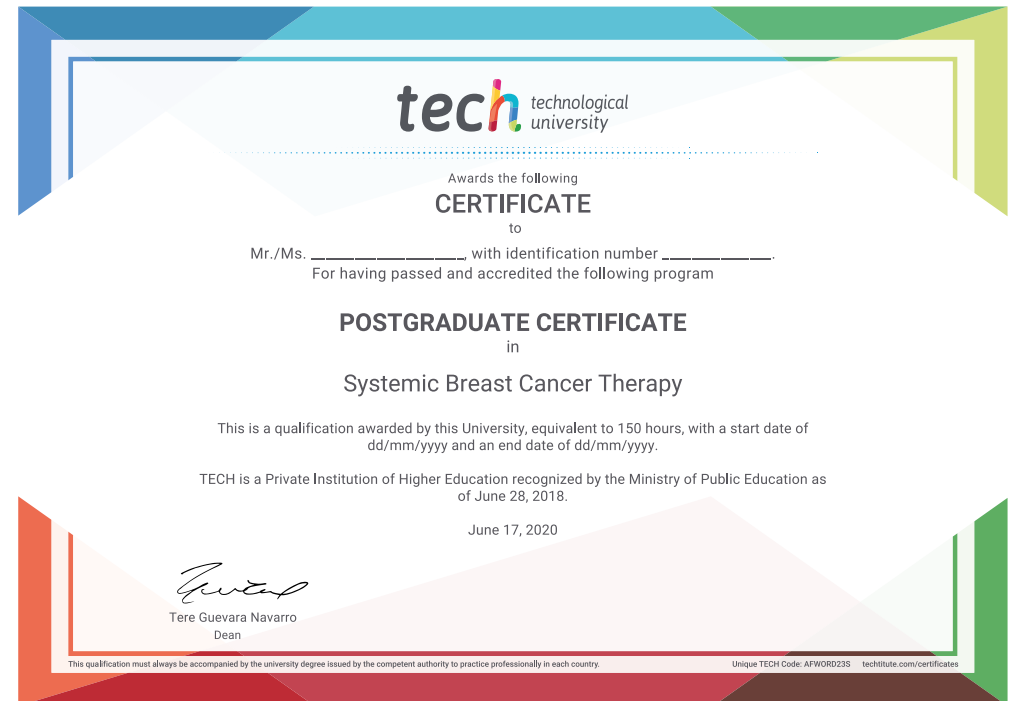 tech technological
university
Awards the following
CERTIFICATE
to
Mr./Ms. ____________________, with identification number ______________.
For having passed and accredited the following program
POSTGRADUATE CERTIFICATE
in
Systemic Breast Cancer Therapy
This is a qualification awarded by this University, equivalent to 150 hours, with a start date of
dd/mm/yyyy and an end date of dd/mm/yyyy.
TECH is a Private Institution of Higher Education recognized by the Ministry of Public Education as
of June 28, 2018.
June 17, 2020
Tere Guevara Navarro
Dean
This qualification must always be accompanied by the university degree issued by the competent authority to practice professionally in each country. Unique TECH Code: AFWORD23S techtitute.com/certificates